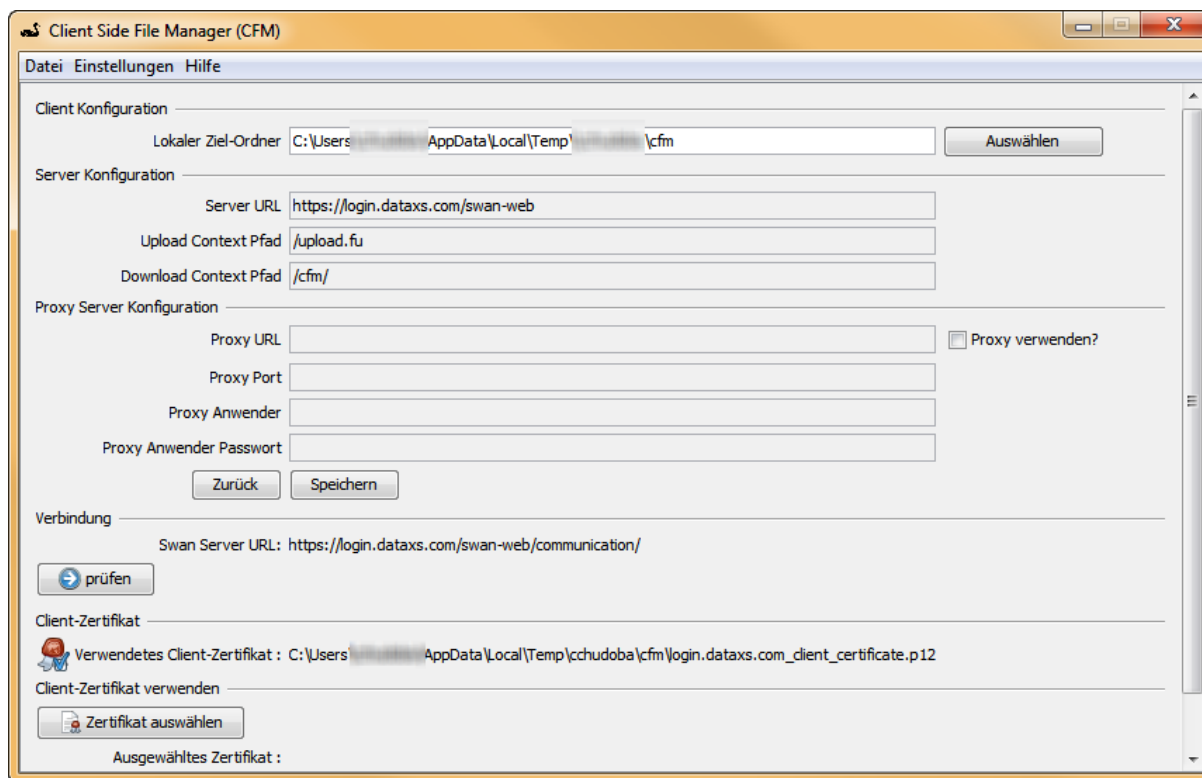 Client Side File Manager (CFM)
Datei Einstellungen Hilfe
Client Konfiguration
Lokaler Ziel-Ordner C:\Users AppData\Local\Temp\ \cfm Auswählen
Server Konfiguration
Server URL https://login.dataxs.com/swan-web
Upload Context Pfad /upload.fu
Download Context Pfad /cfm/
Proxy Server Konfiguration
Proxy URL Proxy verwenden?
Proxy Port
Proxy Anwender
Proxy Anwender Passwort
Zurück Speichern
Verbindung
Swan Server URL: https://login.dataxs.com/swan-web/communication/
prüfen
Client-Zertifikat
Verwendetes Client-Zertifikat : C:\Users\ AppData\Local\Temp\cchudoba\cfm\login.dataxs.com_client_certificate.p12
Client-Zertifikat verwenden
Zertifikat auswählen
Ausgewähltes Zertifikat :